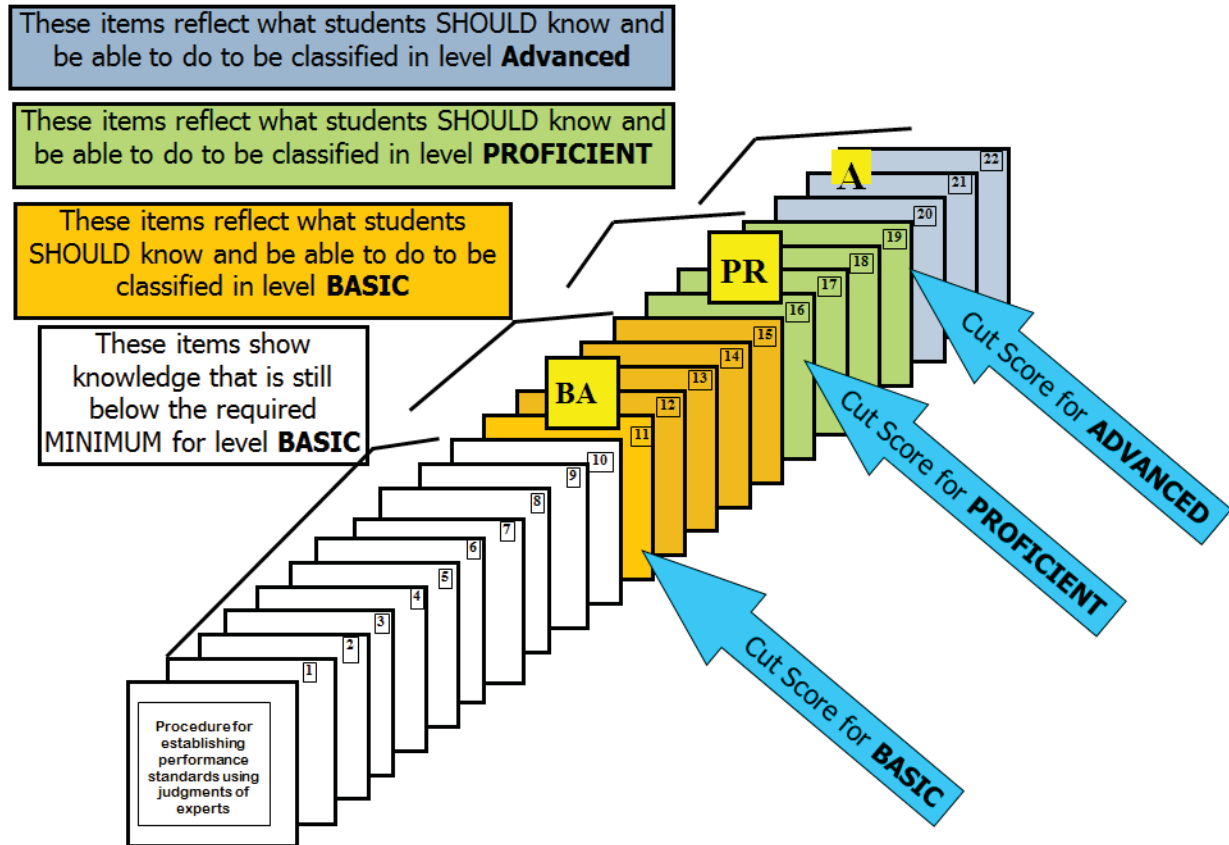 These items reflect what students SHOULD know and
be able to do to be classified in level Advanced
These items reflect what students SHOULD know and
be able to do to be classified in level PROFICIENT
These items reflect what students
SHOULD know and be able to do to be
classified in level BASIC
These items show
knowledge that is still
below the required
MINIMUM for level BASIC
A
22
21
20
19
PR
18
17
16
15
BA
14
13
12
11
10
9
8
7
6
5
4
3
2
1
Cut Score for ADVANCED
Cut Score for PROFICIENT
Cut Score for BASIC
Procedure for
establishing
performance
standards using
judgments of
experts